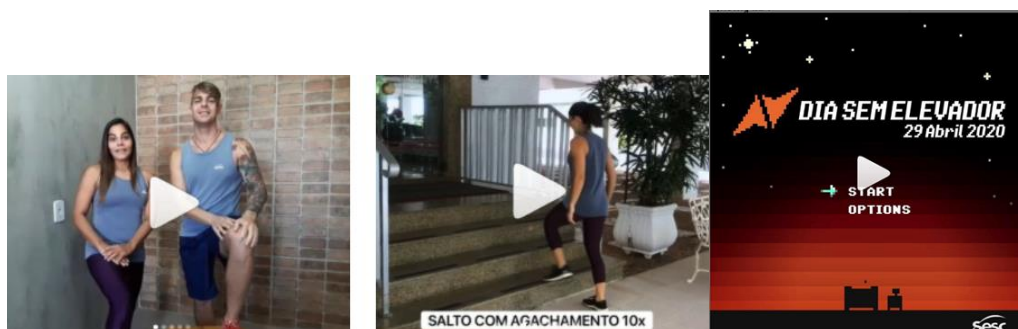 SALTO COM AGACHAMENTO 10x
DIA SEM ELEVADOR
29 Abril 2020
START
OPTIONS
Sesc